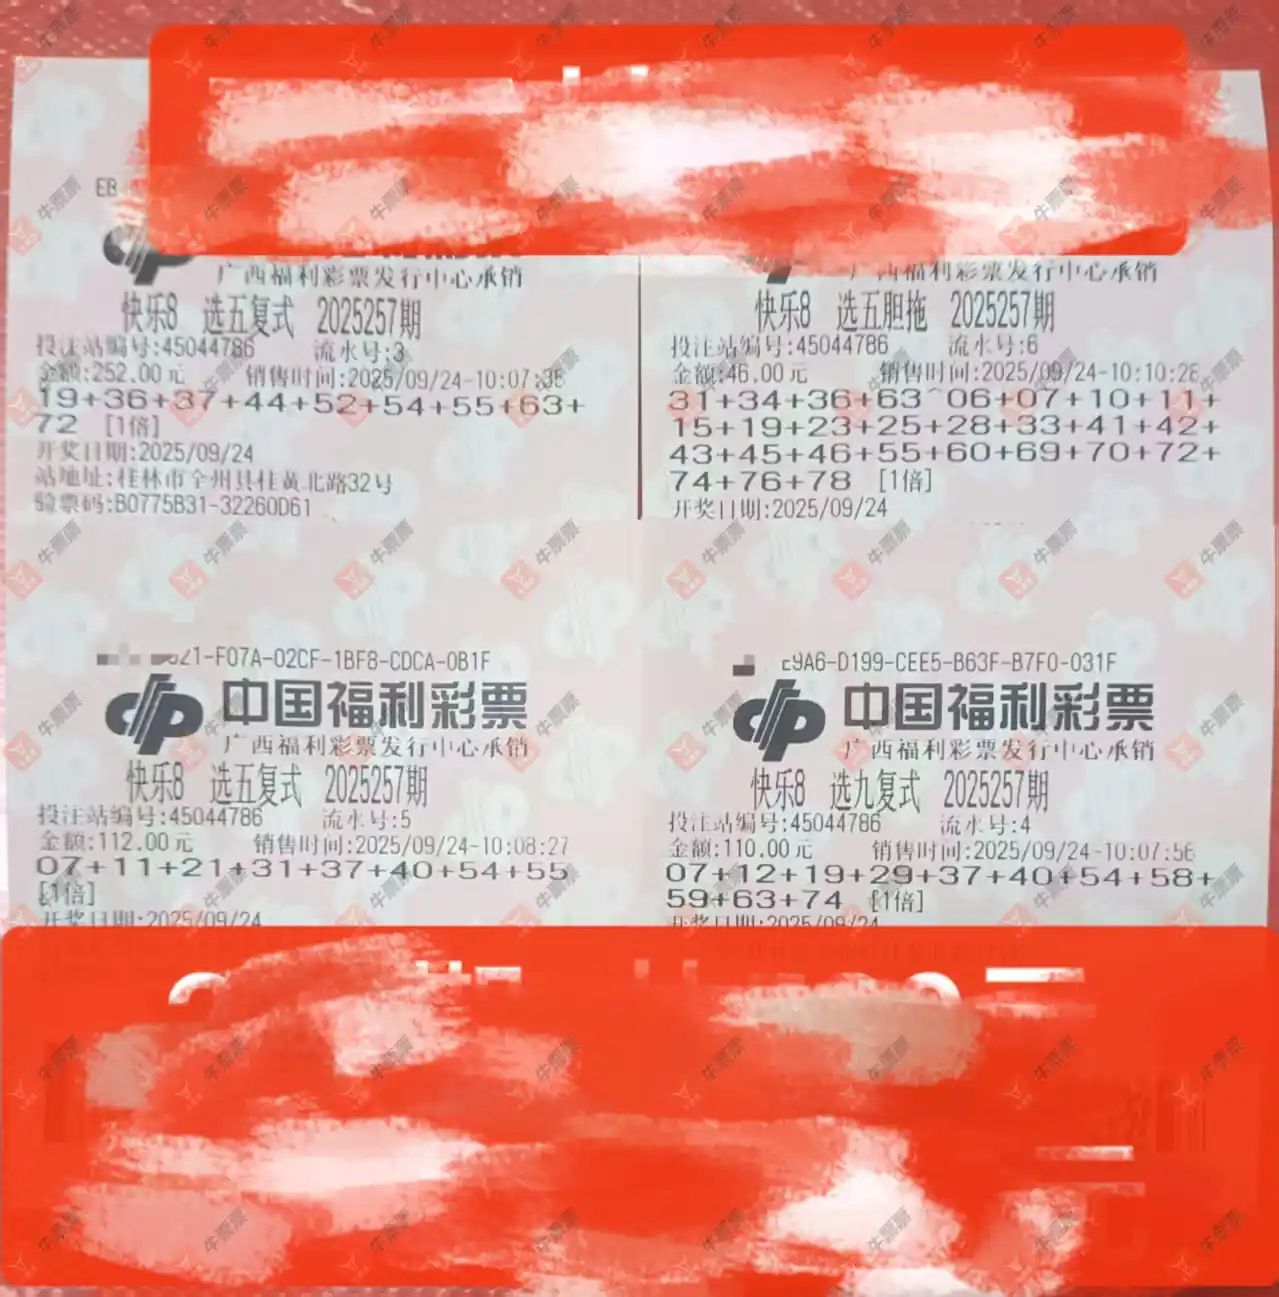 EB
广西福利彩票发行中心承销
快乐8 选五复式 2025257期
投注站编号:45044786 流水号:3
金额:252.00元 销售时间:2025/09/24-10:07:35
19+36+37+44+52+54+55+63+
72 [1倍]
开奖日期:2025/09/24
站地址:桂林市全州县桂黄北路32号
验票码:B0775B31-32260D61
广西福利彩票发行中心承销
快乐8 选五胆拖 2025257期
投注站编号:45044786 流水号:6
金额:46.00元 销售时间:2025/09/24-10:10:28
31+34+36+63~06+07+10+11+
15+19+23+25+28+33+41+42+
43+45+46+55+60+69+70+72+
74+76+78 [1倍]
开奖日期:2025/09/24
21-F07A-02CF-1BF8-CDCA-0B1F
中国福利彩票
广西福利彩票发行中心承销
快乐8 选五复式 2025257期
投注站编号:45044786 流水号:5
金额:112.00元 销售时间:2025/09/24-10:08:27
07+11+21+31+37+40+54+55
[1倍]
开奖日期:2025/09/24
E9A6-D199-CEE5-B63F-B7F0-031F
中国福利彩票
广西福利彩票发行中心承销
快乐8 选九复式 2025257期
投注站编号:45044786 流水号:4
金额:110.00元 销售时间:2025/09/24-10:07:56
07+12+19+29+37+40+54+58+
59+63+74 [1倍]
开奖日期:2025/09/24
牛票票